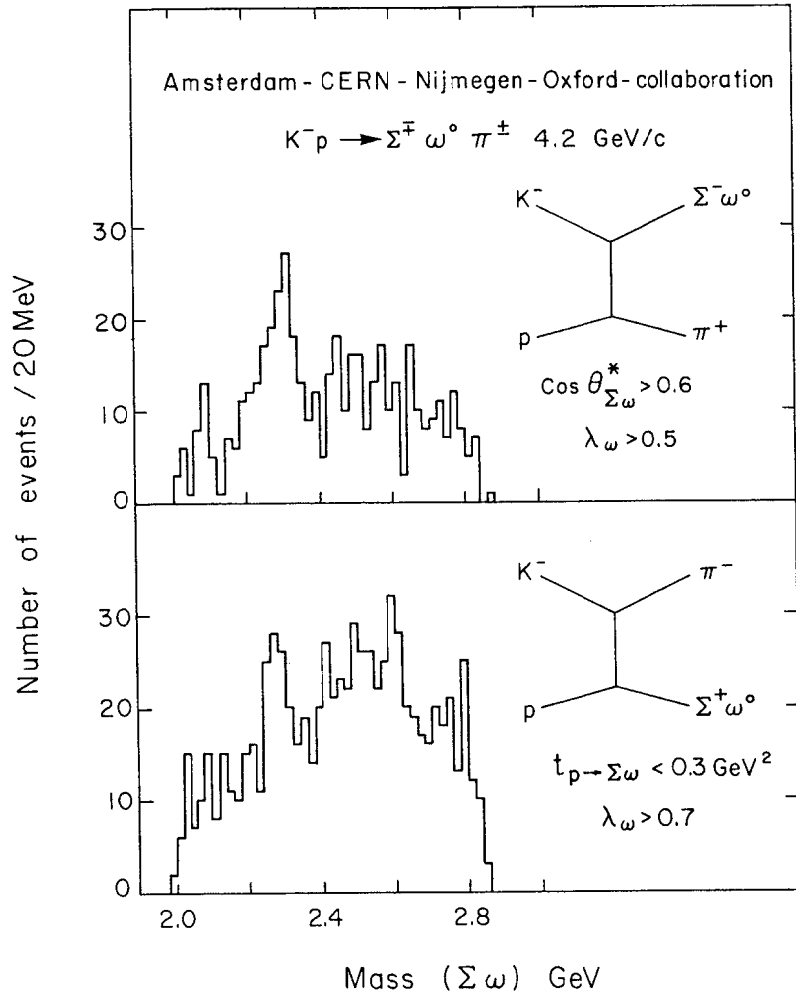 Amsterdam - CERN - Nijmegen - Oxford - collaboration
K⁻p → Σ∓ ω° π± 4.2 GeV/c
K⁻
Σ⁻ω°
p
π⁺
Cos θ*Σω > 0.6
λω > 0.5
30
20
10
0
K⁻
π⁻
p
Σ⁺ω°
t p→Σω < 0.3 GeV²
λω > 0.7
30
20
10
0
2.0
2.4
2.8
Mass (Σω) GeV
Number of events / 20 MeV